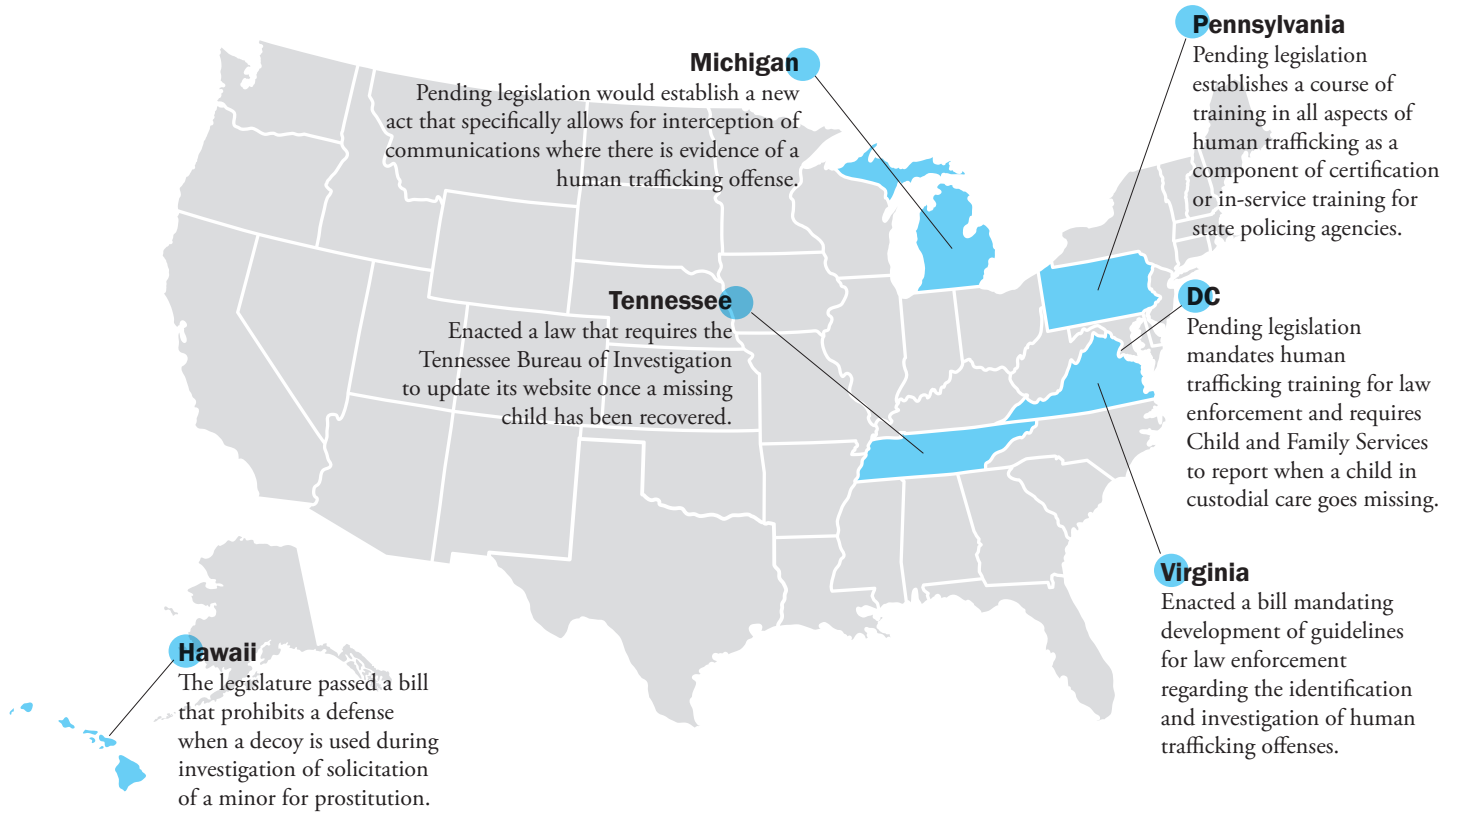 Michigan
Pending legislation would establish a new
act that specifically allows for interception of
communications where there is evidence of a
human trafficking offense.
Pennsylvania
Pending legislation
establishes a course of
training in all aspects of
human trafficking as a
component of certification
or in-service training for
state policing agencies.
Tennessee
Enacted a law that requires the
Tennessee Bureau of Investigation
to update its website once a missing
child has been recovered.
DC
Pending legislation
mandates human
trafficking training for law
enforcement and requires
Child and Family Services
to report when a child in
custodial care goes missing.
Virginia
Enacted a bill mandating
development of guidelines
for law enforcement
regarding the identification
and investigation of human
trafficking offenses.
Hawaii
The legislature passed a bill
that prohibits a defense
when a decoy is used during
investigation of solicitation
of a minor for prostitution.